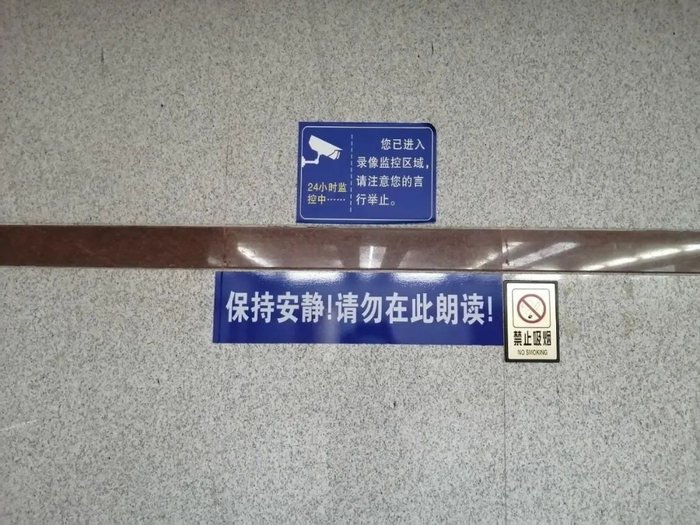 您已进入
录像监控区域，
请注意您的言
行举止。
24小时监
控中……
保持安静！请勿在此朗读！
禁止吸烟
NO SMOKING